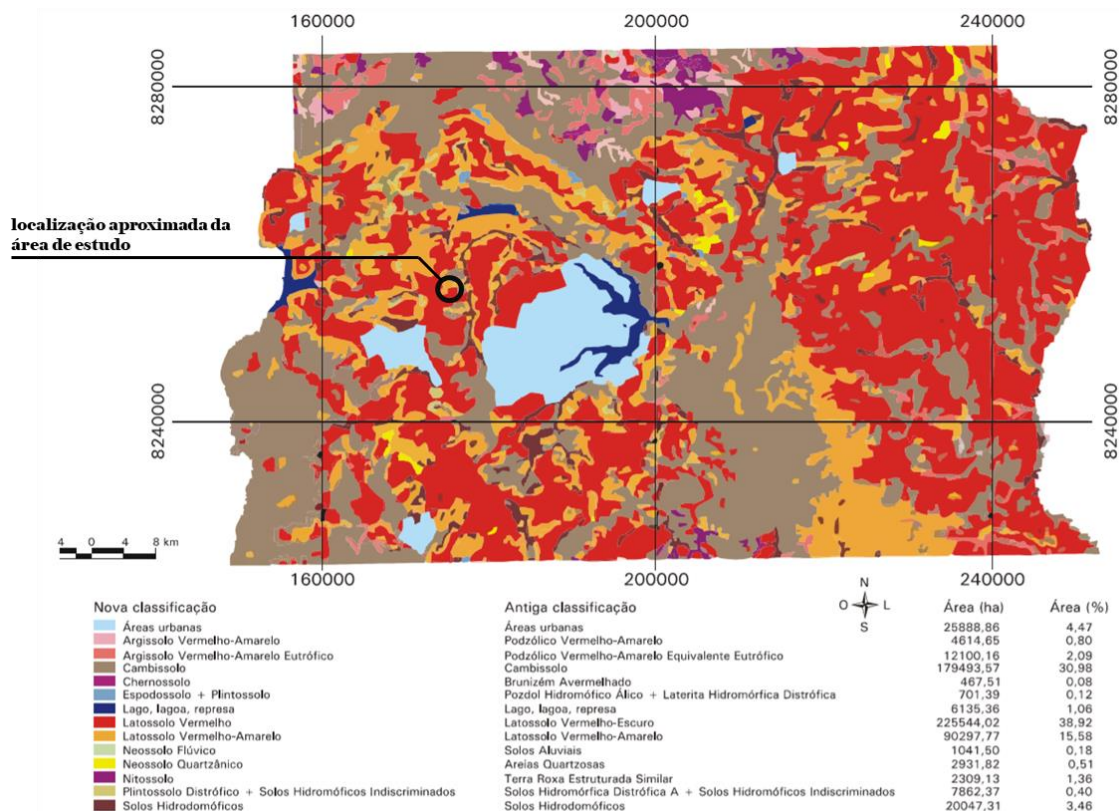 160000 200000 240000
8280000 8280000
localização aproximada da
área de estudo
8240000 8240000
4 0 4 8 km
160000 200000 240000
N
O L
S
Nova classificação Antiga classificação Área (ha) Área (%)
Áreas urbanas Áreas urbanas 25888,86 4,47
Argissolo Vermelho-Amarelo Podzólico Vermelho-Amarelo 4614,65 0,80
Argissolo Vermelho-Amarelo Eutrófico Podzólico Vermelho-Amarelo Equivalente Eutrófico 12100,16 2,09
Cambissolo Cambissolo 179493,57 30,98
Chernossolo Brunizém Avermelhado 467,51 0,08
Espodossolo + Plintossolo Pozdol Hidromófico Álico + Laterita Hidromórfica Distrófica 701,39 0,12
Lago, lagoa, represa Lago, lagoa, represa 6135,36 1,06
Latossolo Vermelho Latossolo Vermelho-Escuro 225544,02 38,92
Latossolo Vermelho-Amarelo Latossolo Vermelho-Amarelo 90297,77 15,58
Neossolo Flúvico Solos Aluviais 1041,50 0,18
Neossolo Quartzânico Areias Quartzosas 2931,82 0,51
Nitossolo Terra Roxa Estruturada Similar 2309,13 1,36
Plintossolo Distrófico + Solos Hidromóficos Indiscriminados Solos Hidromórfica Distrófica A + Solos Hidromóficos Indiscriminados 7862,37 0,40
Solos Hidrodomóficos Solos Hidrodomóficos 20047,31 3,46